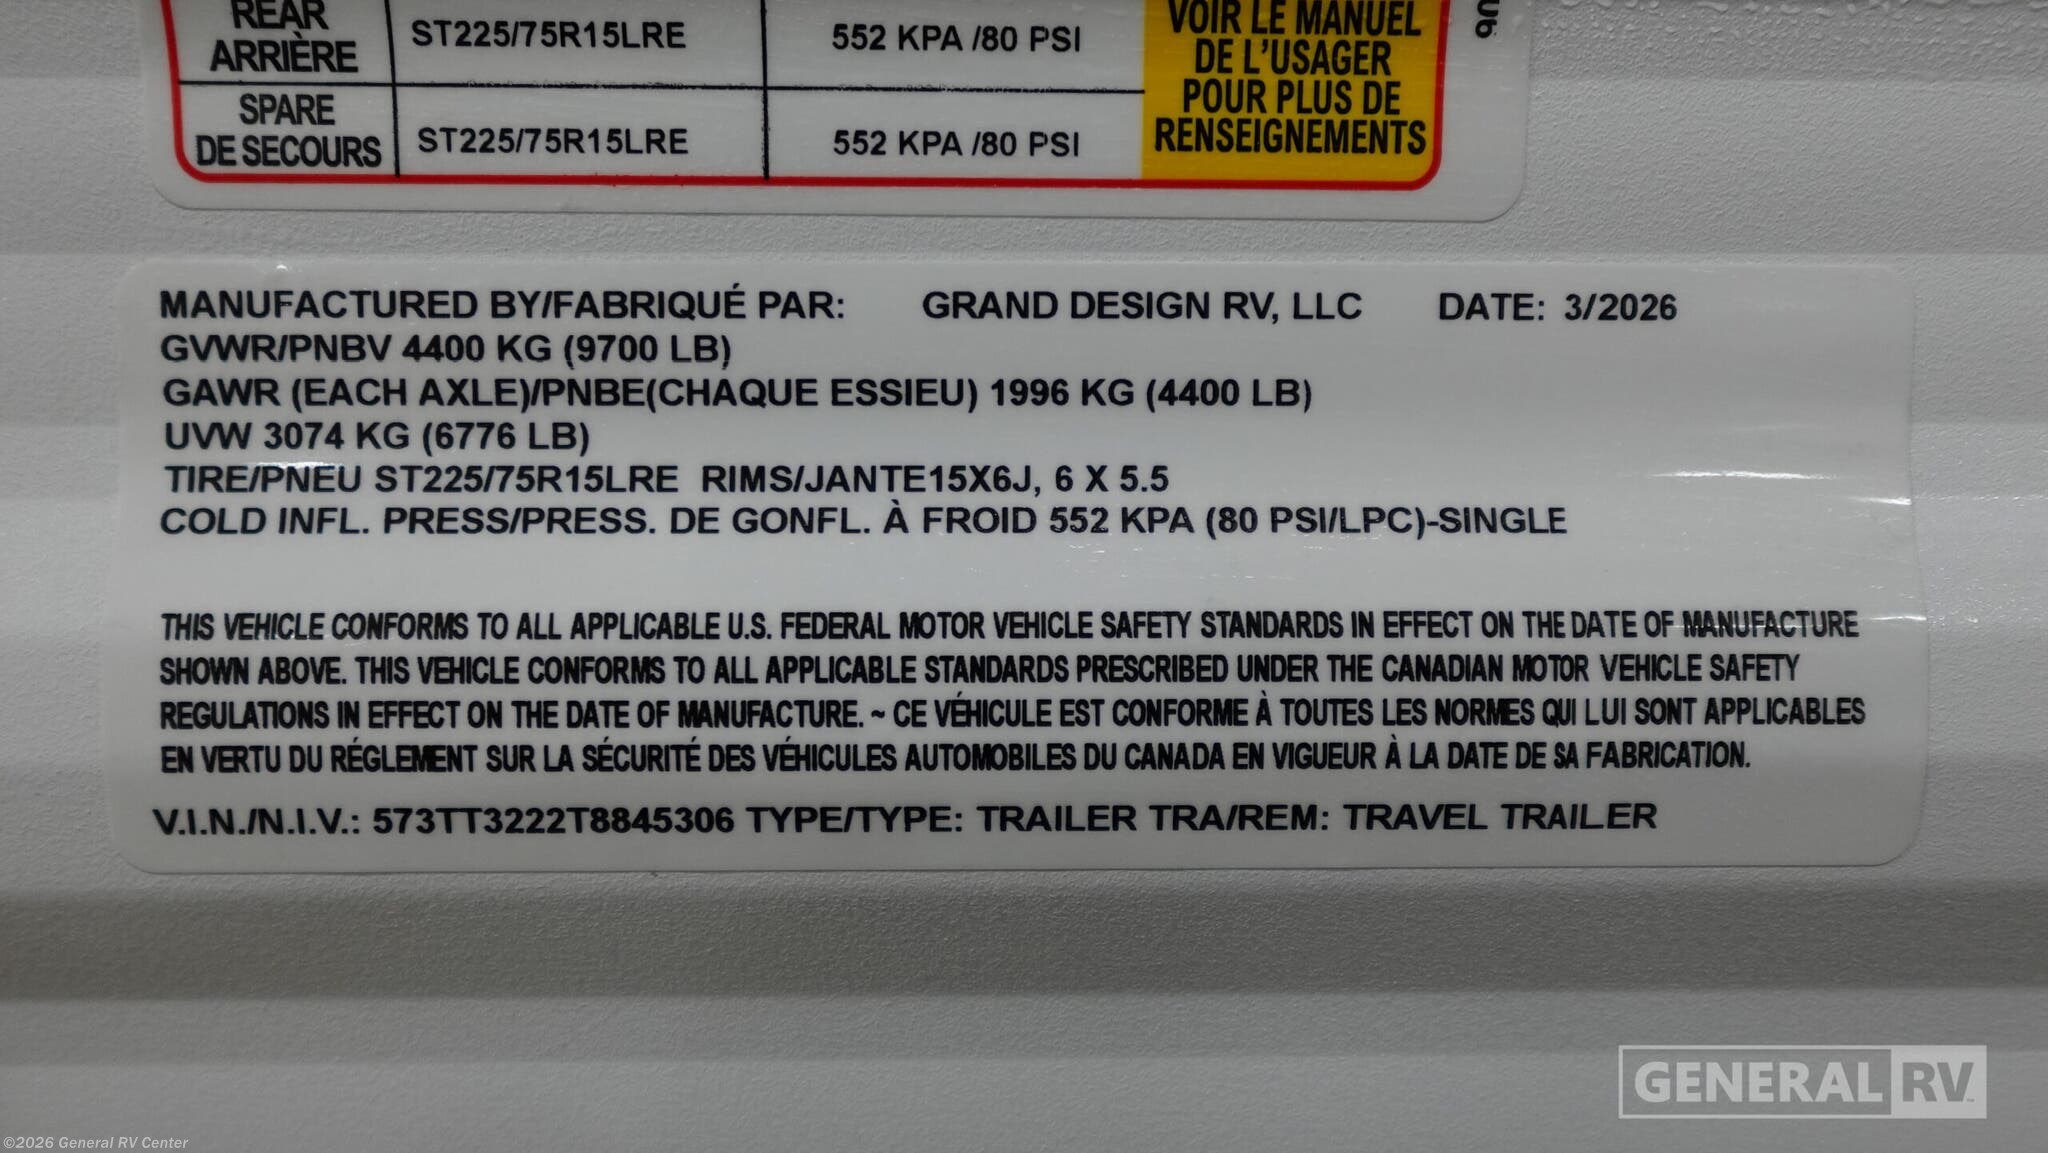 REAR
ARRIÈRE
ST225/75R15LRE
552 KPA /80 PSI
SPARE
DE SECOURS
ST225/75R15LRE
552 KPA /80 PSI
VOIR LE MANUEL
DE L'USAGER
POUR PLUS DE
RENSEIGNEMENTS
MANUFACTURED BY/FABRIQUÉ PAR: GRAND DESIGN RV, LLC DATE: 3/2026
GVWR/PNBV 4400 KG (9700 LB)
GAWR (EACH AXLE)/PNBE(CHAQUE ESSIEU) 1996 KG (4400 LB)
UVW 3074 KG (6776 LB)
TIRE/PNEU ST225/75R15LRE RIMS/JANTE15X6J, 6 X 5.5
COLD INFL. PRESS/PRESS. DE GONFL. À FROID 552 KPA (80 PSI/LPC)-SINGLE
THIS VEHICLE CONFORMS TO ALL APPLICABLE U.S. FEDERAL MOTOR VEHICLE SAFETY STANDARDS IN EFFECT ON THE DATE OF MANUFACTURE
SHOWN ABOVE. THIS VEHICLE CONFORMS TO ALL APPLICABLE STANDARDS PRESCRIBED UNDER THE CANADIAN MOTOR VEHICLE SAFETY
REGULATIONS IN EFFECT ON THE DATE OF MANUFACTURE. ~ CE VÉHICULE EST CONFORME À TOUTES LES NORMES QUI LUI SONT APPLICABLES
EN VERTU DU RÉGLEMENT SUR LA SÉCURITÉ DES VÉHICULES AUTOMOBILES DU CANADA EN VIGUEUR À LA DATE DE SA FABRICATION.
V.I.N./N.I.V.: 573TT3222T8845306 TYPE/TYPE: TRAILER TRA/REM: TRAVEL TRAILER
GENERAL RV
©2026 General RV Center